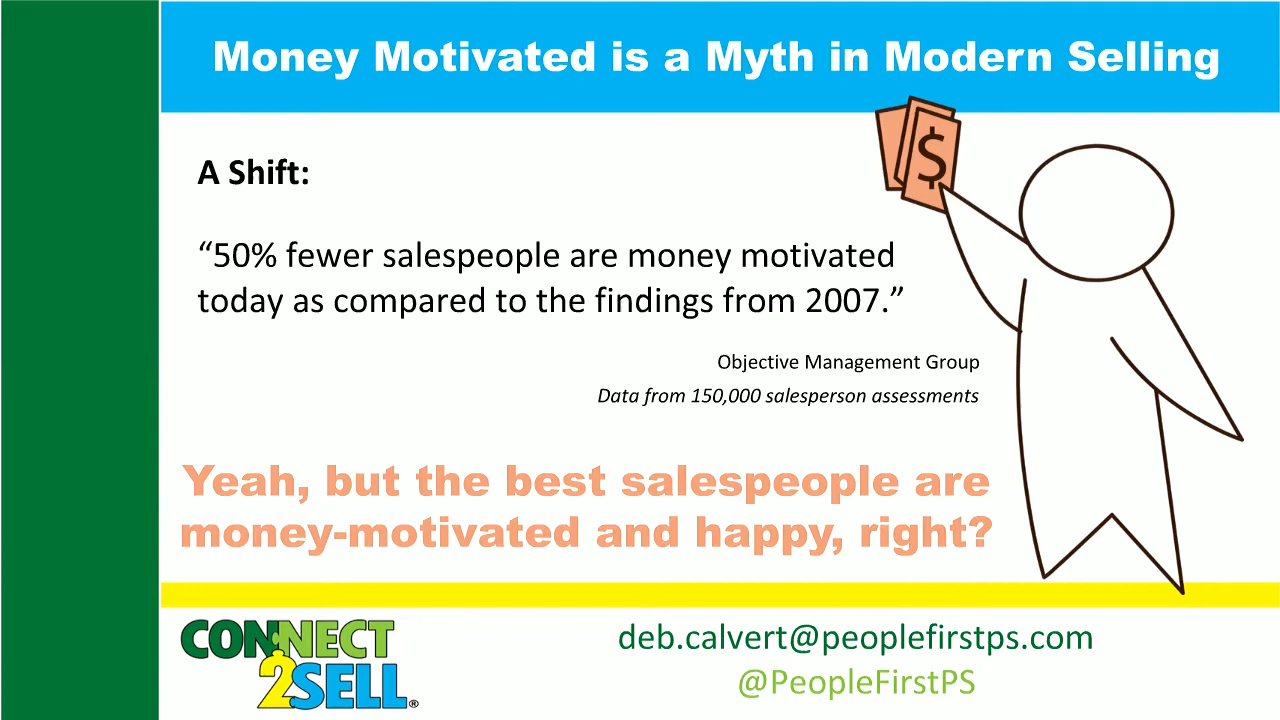 Money Motivated is a Myth in Modern Selling
$
A Shift:
“50% fewer salespeople are money motivated
today as compared to the findings from 2007.”
Objective Management Group
Data from 150,000 salesperson assessments
Yeah, but the best salespeople are
money-motivated and happy, right?
CONNECT
2SELL®
deb.calvert@peoplefirstps.com
@PeopleFirstPS